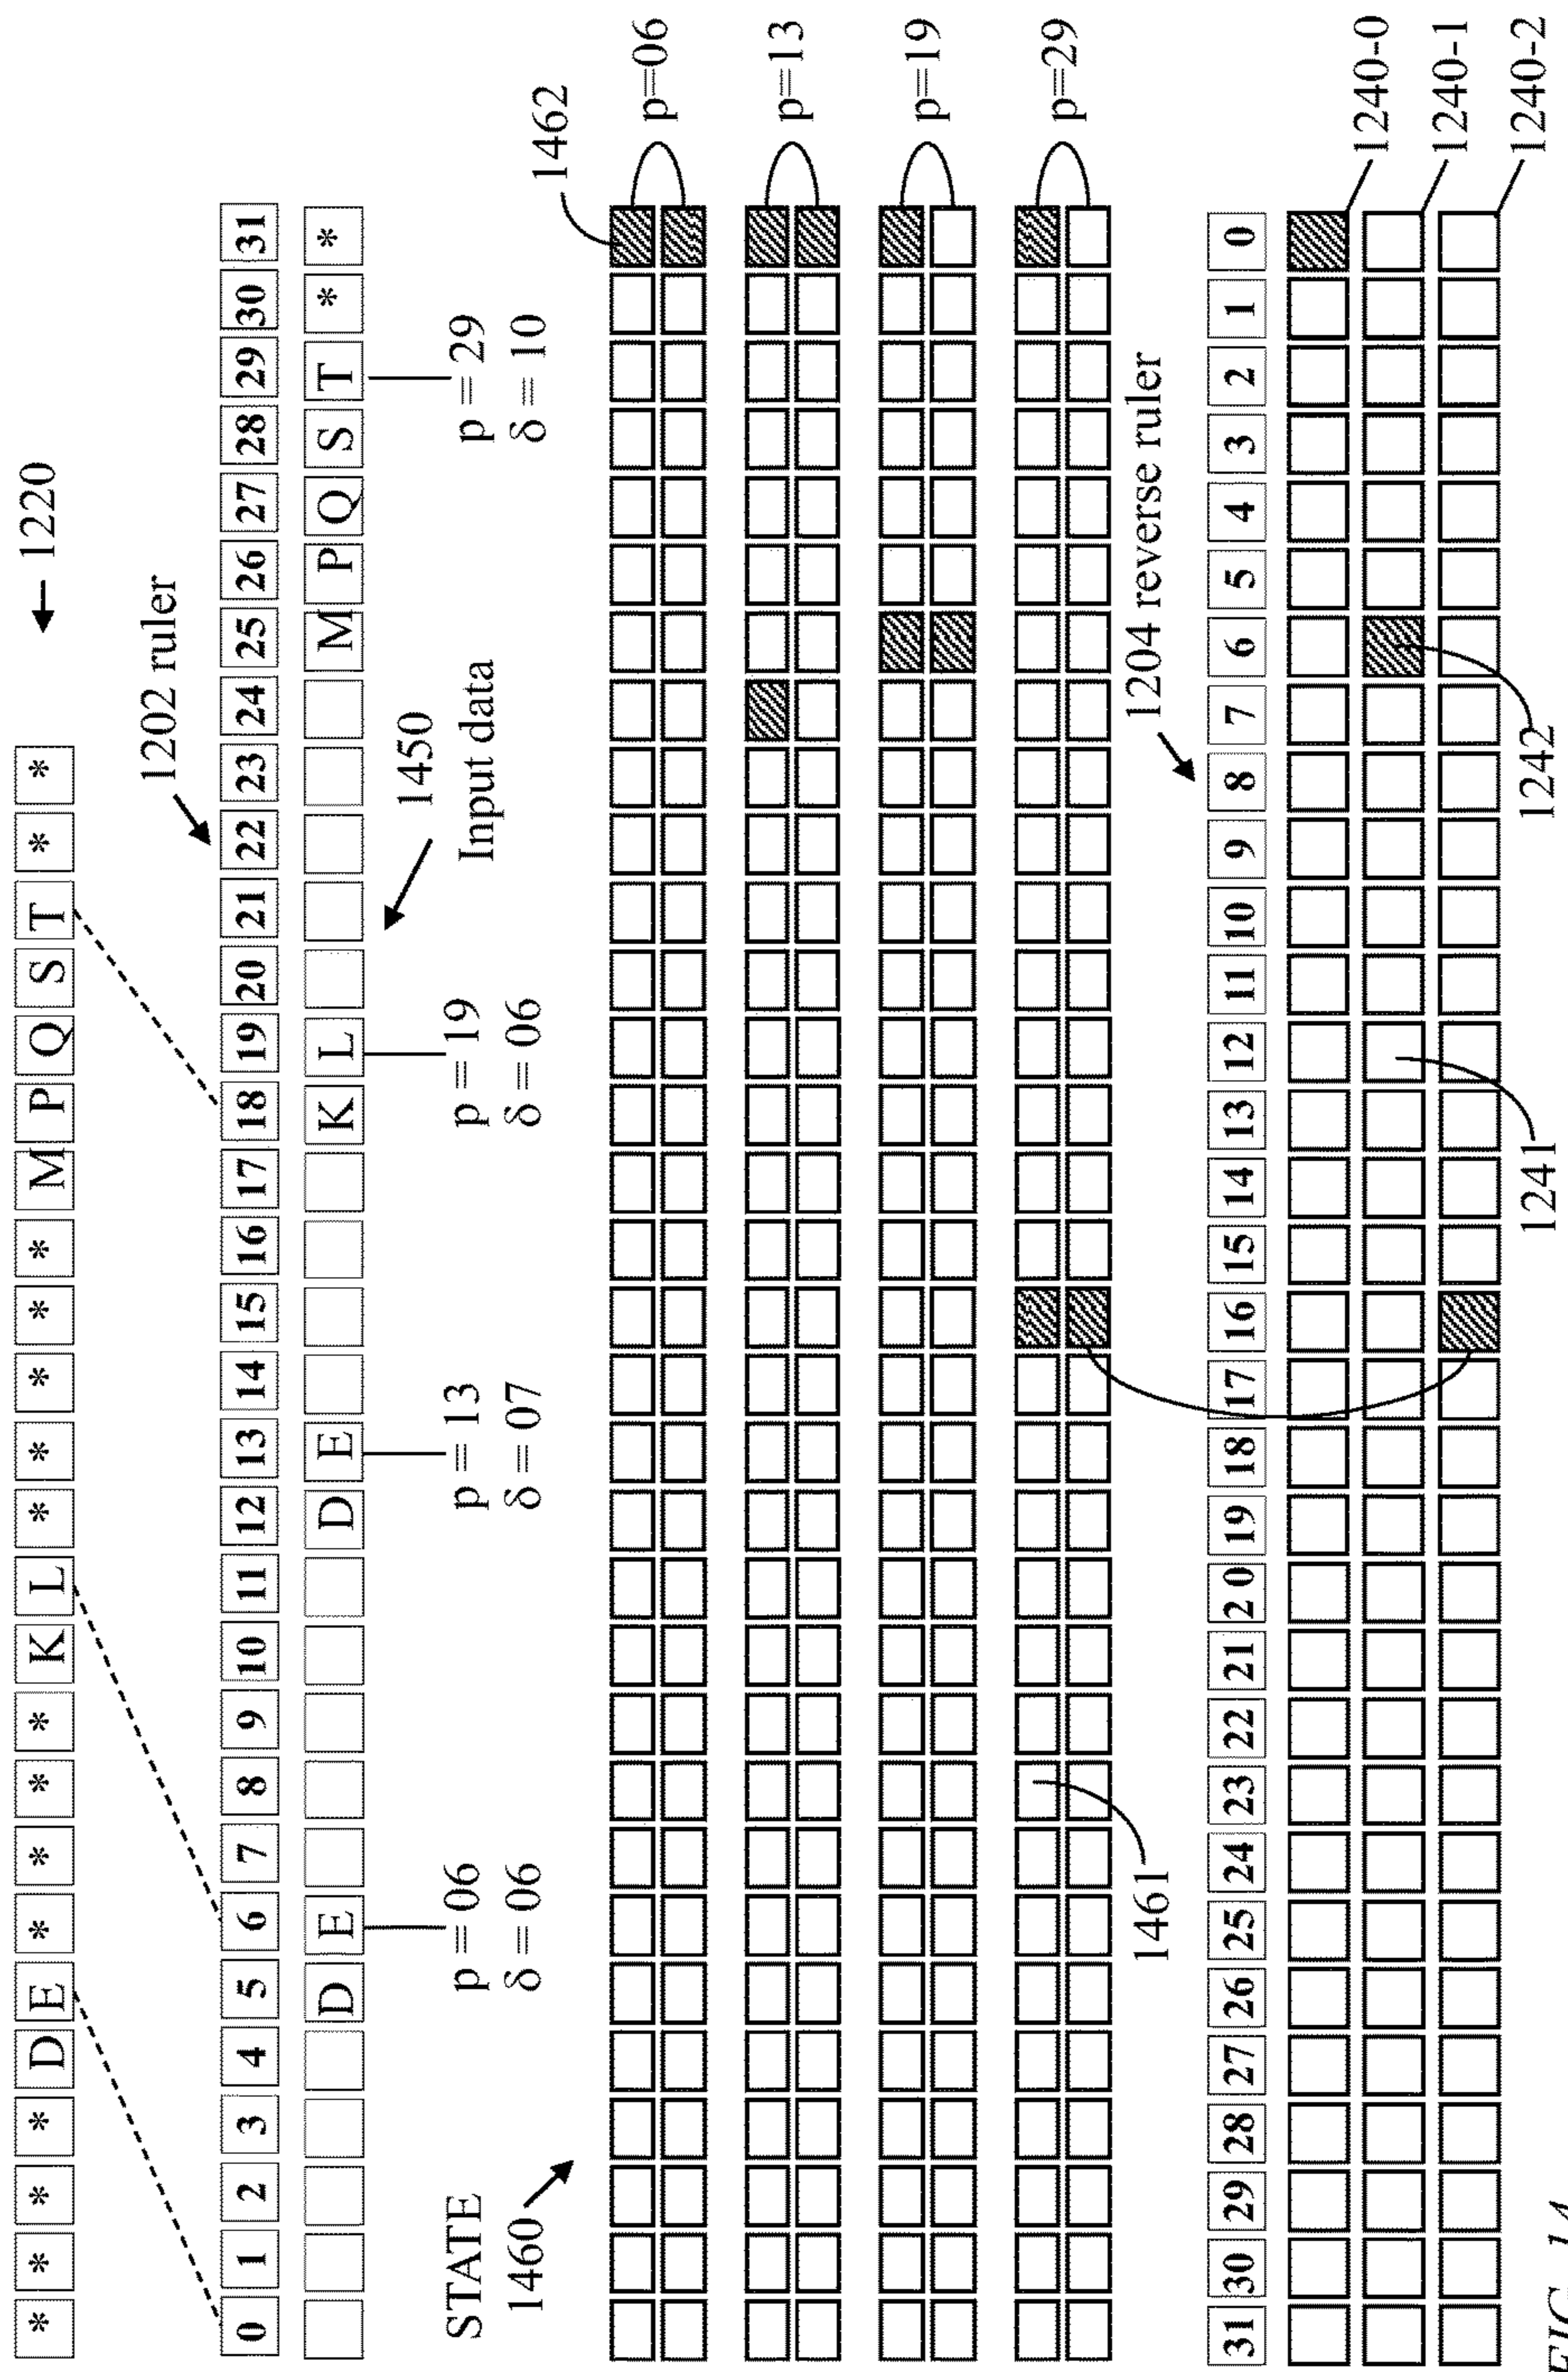 * * * * D E * * * * K L * * * * * M P Q S T * * ← 1220
1202 ruler
0 1 2 3 4 5 6 7 8 9 10 11 12 13 14 15 16 17 18 19 20 21 22 23 24 25 26 27 28 29 30 31
D E D E K L M P Q S T * *
1450
Input data
p = 06 p = 13 p = 19 p = 29
δ = 06 δ = 07 δ = 06 δ = 10
STATE
1460
1462
p=06
p=13
p=19
p=29
1461
1204 reverse ruler
31 30 29 28 27 26 25 24 23 22 21 20 19 18 17 16 15 14 13 12 11 10 9 8 7 6 5 4 3 2 1 0
1240-0
1240-1
1240-2
1241
1242
FIG. 14